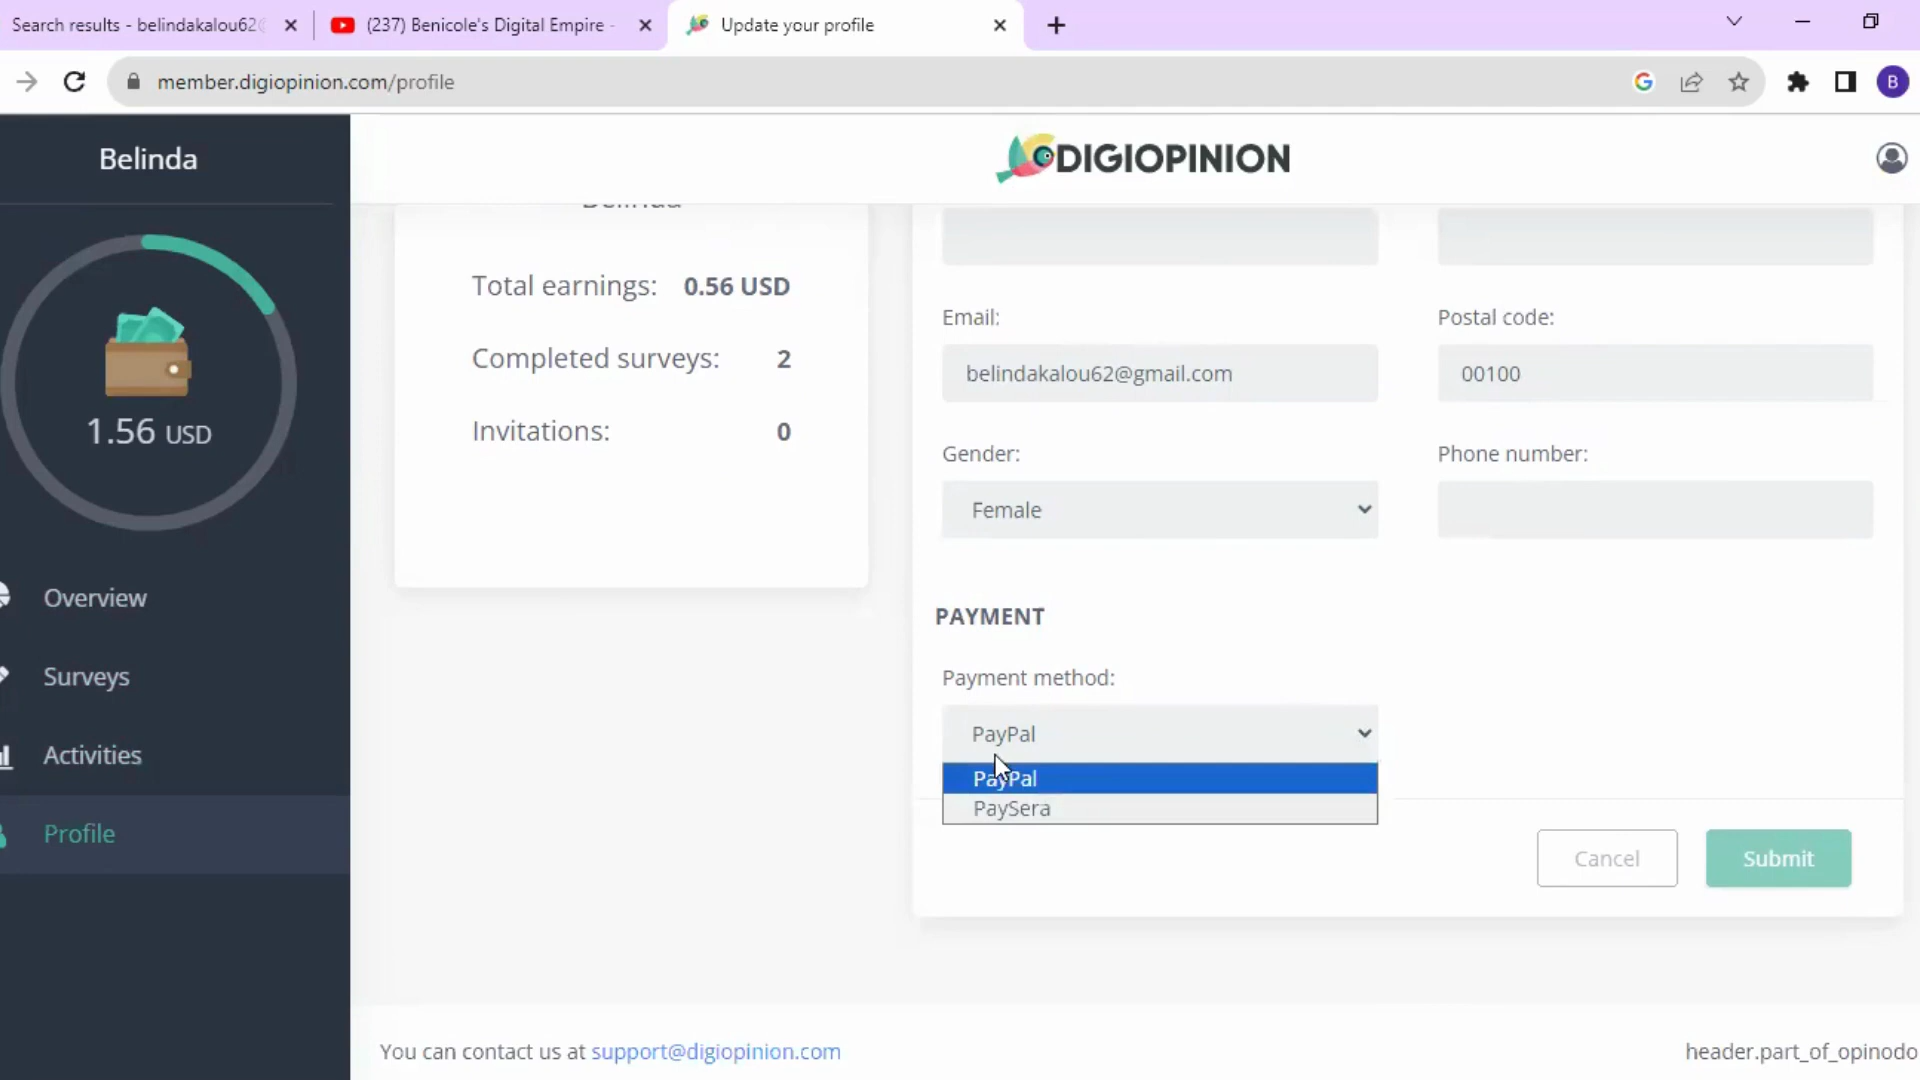 Search results - belindakalou62@
(237) Benicole's Digital Empire -
Update your profile
member.digiopinion.com/profile
B
Belinda
DIGIOPINION
1.56 USD
Overview
Surveys
Activities
Profile
Belinda
Total earnings: 0.56 USD
Completed surveys: 2
Invitations: 0
Email:
Postal code:
belindakalou62@gmail.com
00100
Gender:
Phone number:
Female
PAYMENT
Payment method:
PayPal
PayPal
PaySera
Cancel
Submit
You can contact us at support@digiopinion.com
header.part_of_opinodo